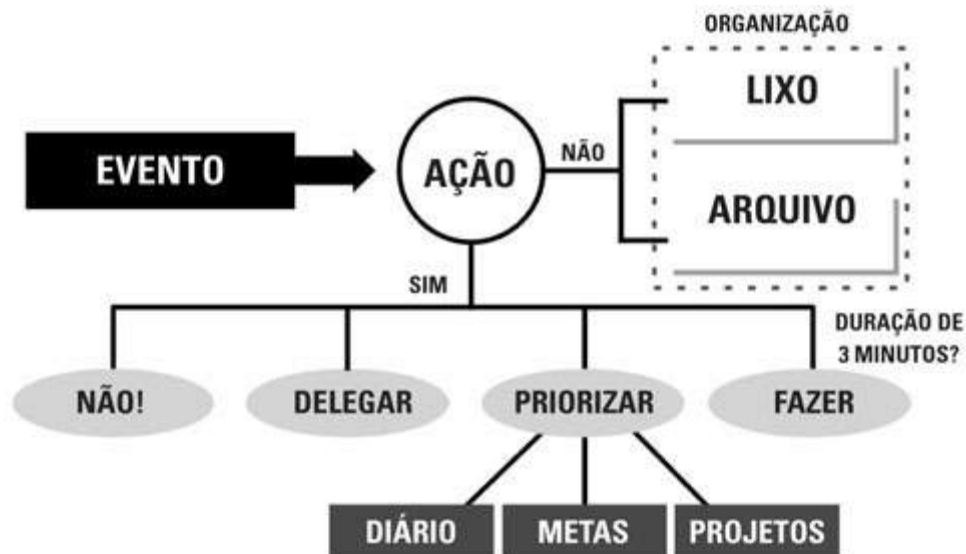 ORGANIZAÇÃO
LIXO
EVENTO
AÇÃO
NÃO
ARQUIVO
SIM
DURAÇÃO DE
3 MINUTOS?
NÃO!
DELEGAR
PRIORIZAR
FAZER
DIÁRIO
METAS
PROJETOS